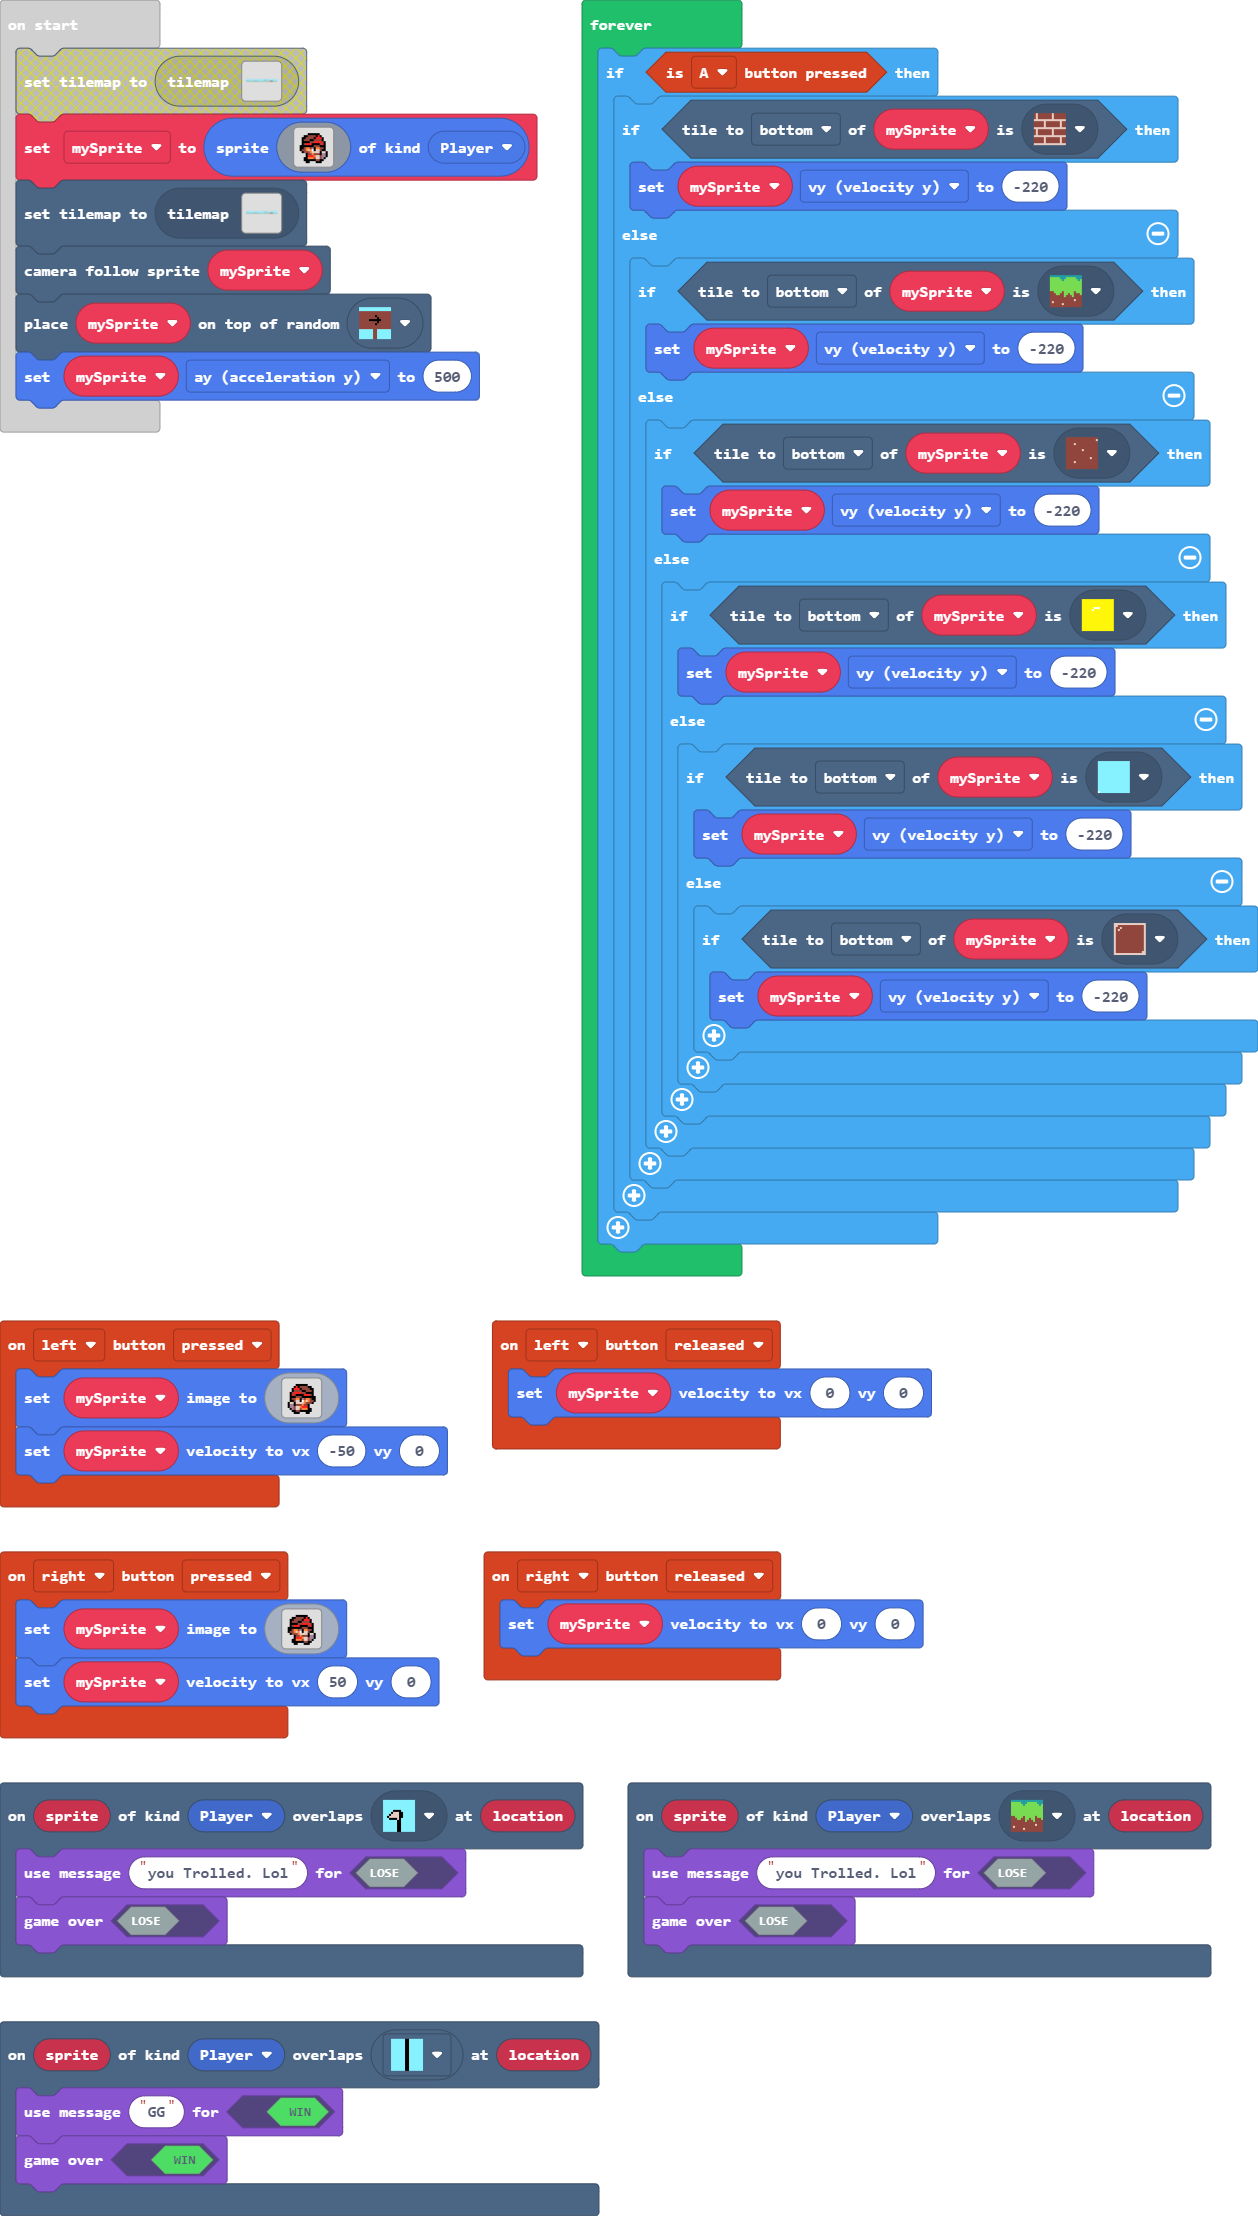 on start
set tilemap to tilemap
set mySprite to sprite of kind Player
set tilemap to tilemap
camera follow sprite mySprite
place mySprite on top of random
set mySprite ay (acceleration y) to 500
forever
if is A button pressed then
if tile to bottom of mySprite is then
set mySprite vy (velocity y) to -220
else
if tile to bottom of mySprite is then
set mySprite vy (velocity y) to -220
else
if tile to bottom of mySprite is then
set mySprite vy (velocity y) to -220
else
if tile to bottom of mySprite is then
set mySprite vy (velocity y) to -220
else
if tile to bottom of mySprite is then
set mySprite vy (velocity y) to -220
else
if tile to bottom of mySprite is then
set mySprite vy (velocity y) to -220
on left button pressed
set mySprite image to
set mySprite velocity to vx -50 vy 0
on left button released
set mySprite velocity to vx 0 vy 0
on right button pressed
set mySprite image to
set mySprite velocity to vx 50 vy 0
on right button released
set mySprite velocity to vx 0 vy 0
on sprite of kind Player overlaps at location
use message "you Trolled. Lol" for LOSE
game over LOSE
on sprite of kind Player overlaps at location
use message "you Trolled. Lol" for LOSE
game over LOSE
on sprite of kind Player overlaps at location
use message "GG" for WIN
game over WIN